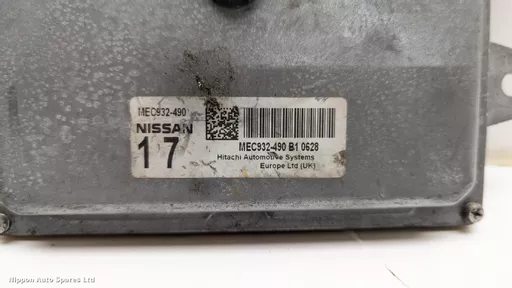 MEC932-490
NISSAN
17
MEC932-490 B1 0628
Hitachi Automotive Systems
Europe Ltd (UK)
Nippon Auto Spares Ltd